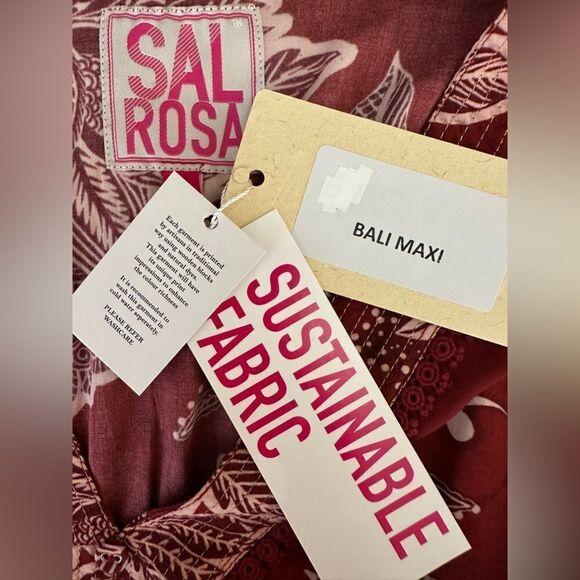 SAL
ROSA
BALI MAXI
Each garment is printed
by artisans in traditional
way using wooden blocks
and natural dyes.
This garment will have
its unique print
impressions to enhance
the colour richness
It is recommended to
wash this garment in
cold water seperately.
PLEASE REFER
WASHCARE
SUSTAINABLE
FABRIC